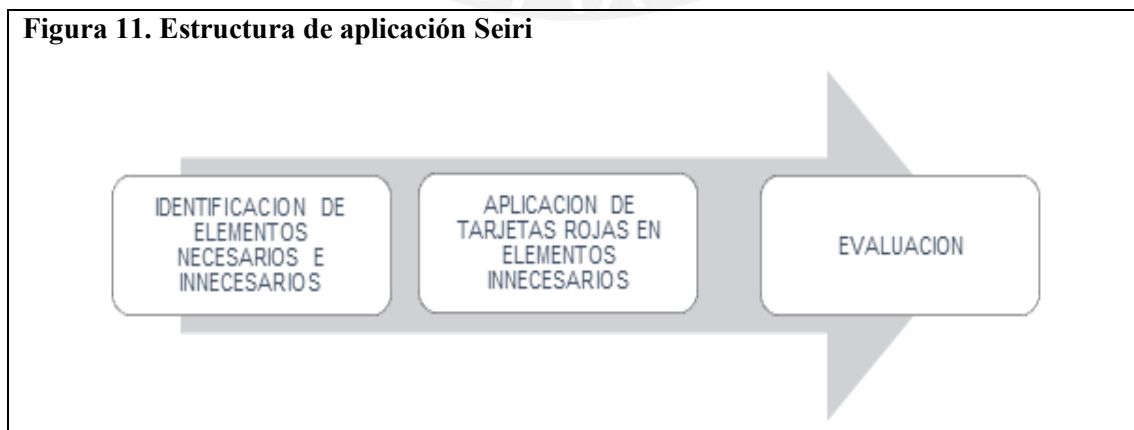 Figura 11. Estructura de aplicación Seiri
IDENTIFICACION DE
ELEMENTOS
NECESARIOS E
INNECESARIOS
APLICACION DE
TARJETAS ROJAS EN
ELEMENTOS
INNECESARIOS
EVALUACION